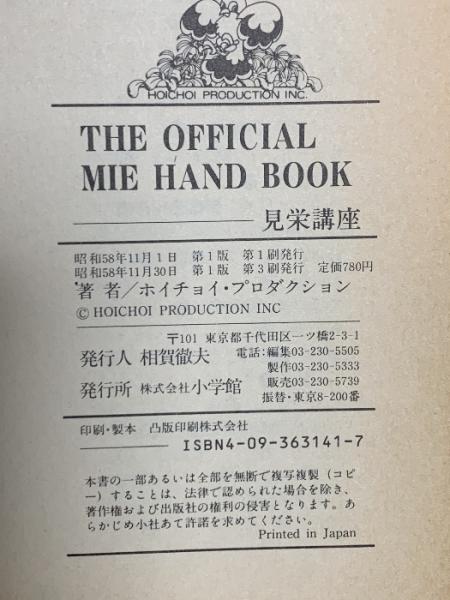 HOICHOI PRODUCTION INC.
THE OFFICIAL
MIE HAND BOOK
見栄講座
昭和58年11月1日 第1版 第1刷発行
昭和58年11月30日 第1版 第3刷発行 定価780円
著者/ホイチョイ・プロダクション
© HOICHOI PRODUCTION INC
〒101 東京都千代田区一ツ橋2-3-1
発行人 相賀徹夫 電話:編集03-230-5505
製作03-230-5333
発行所 株式会社小学館 販売03-230-5739
振替・東京8-200番
印刷・製本 凸版印刷株式会社
ISBN4-09-363141-7
本書の一部あるいは全部を無断で複写複製(コピ
ー)することは、法律で認められた場合を除き、
著作権および出版社の権利の侵害となります。あ
らかじめ小社あて許諾を求めてください。
Printed in Japan